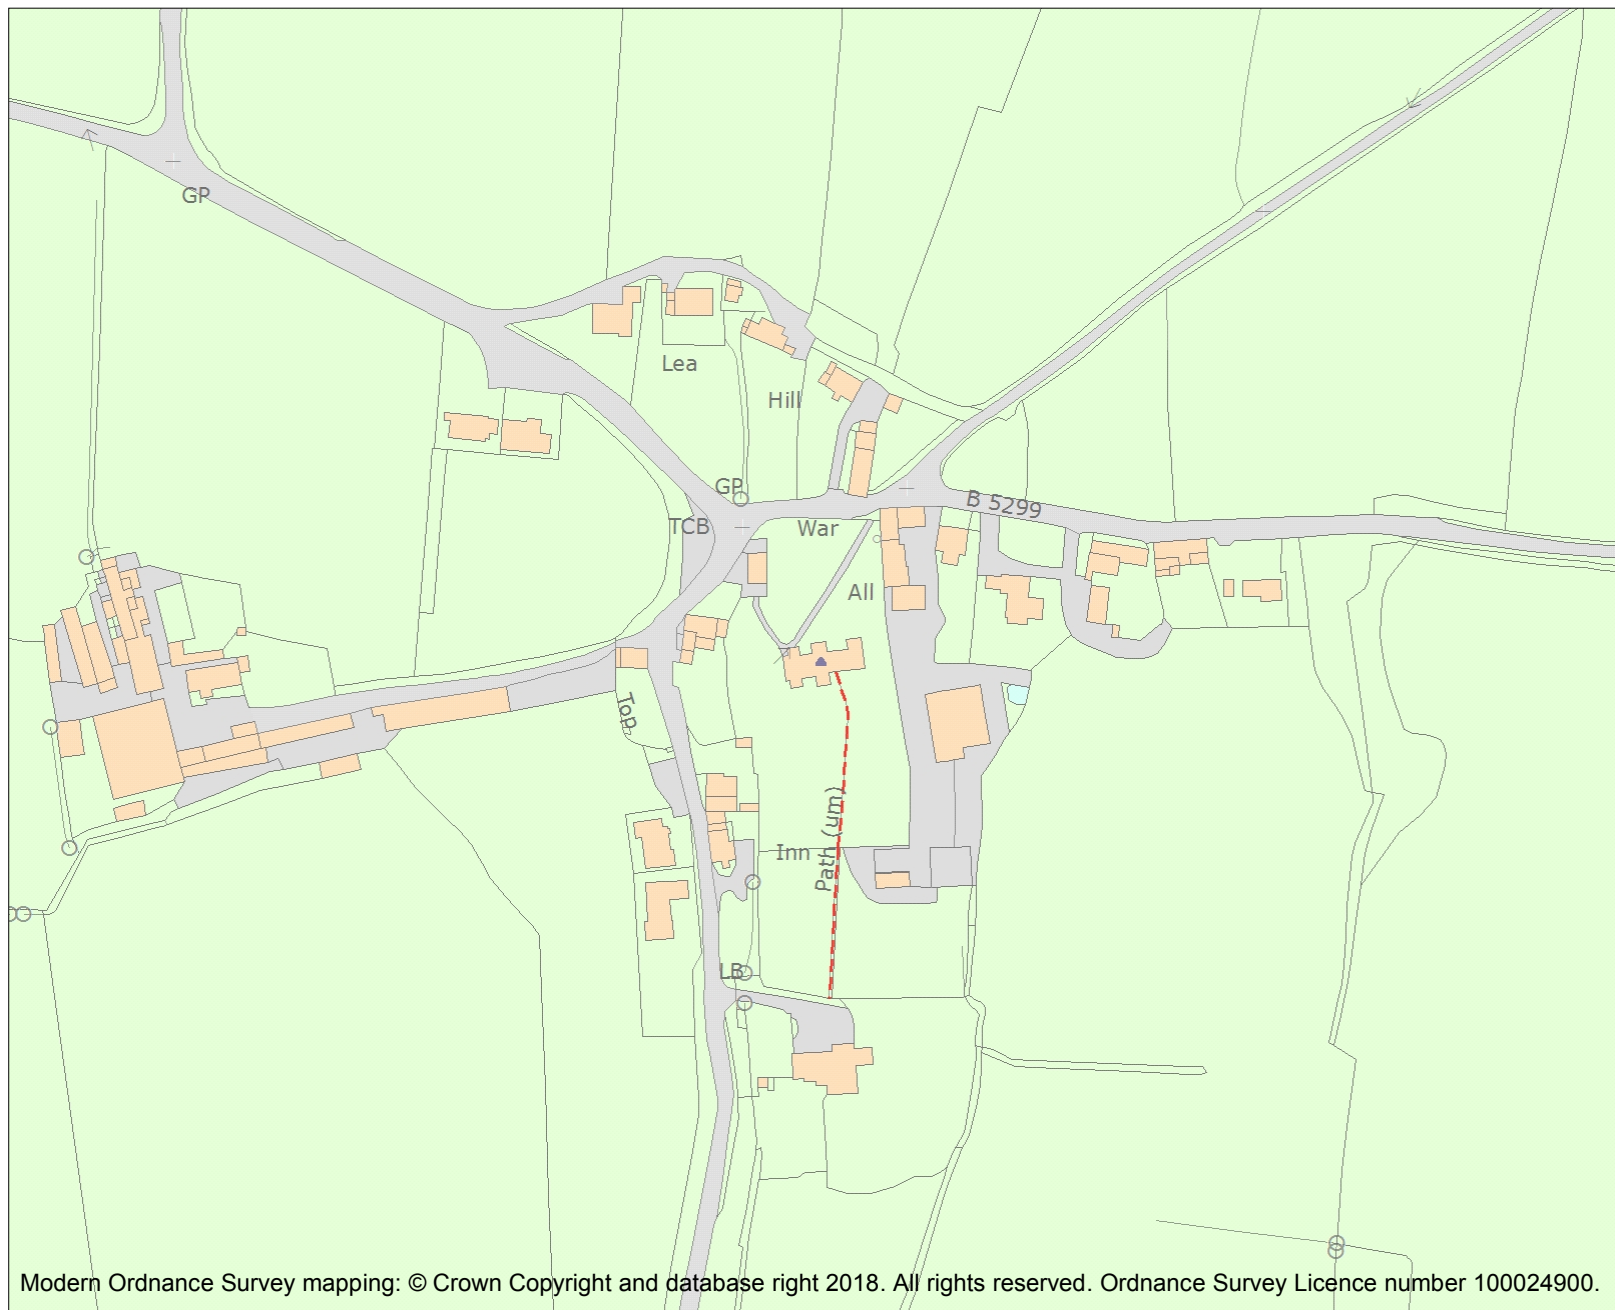 GP
Lea
Hill
GP
B 5299
TCB
War
All
Top
Path (um)
Inn
LB
Modern Ordnance Survey mapping: © Crown Copyright and database right 2018. All rights reserved. Ordnance Survey Licence number 100024900.